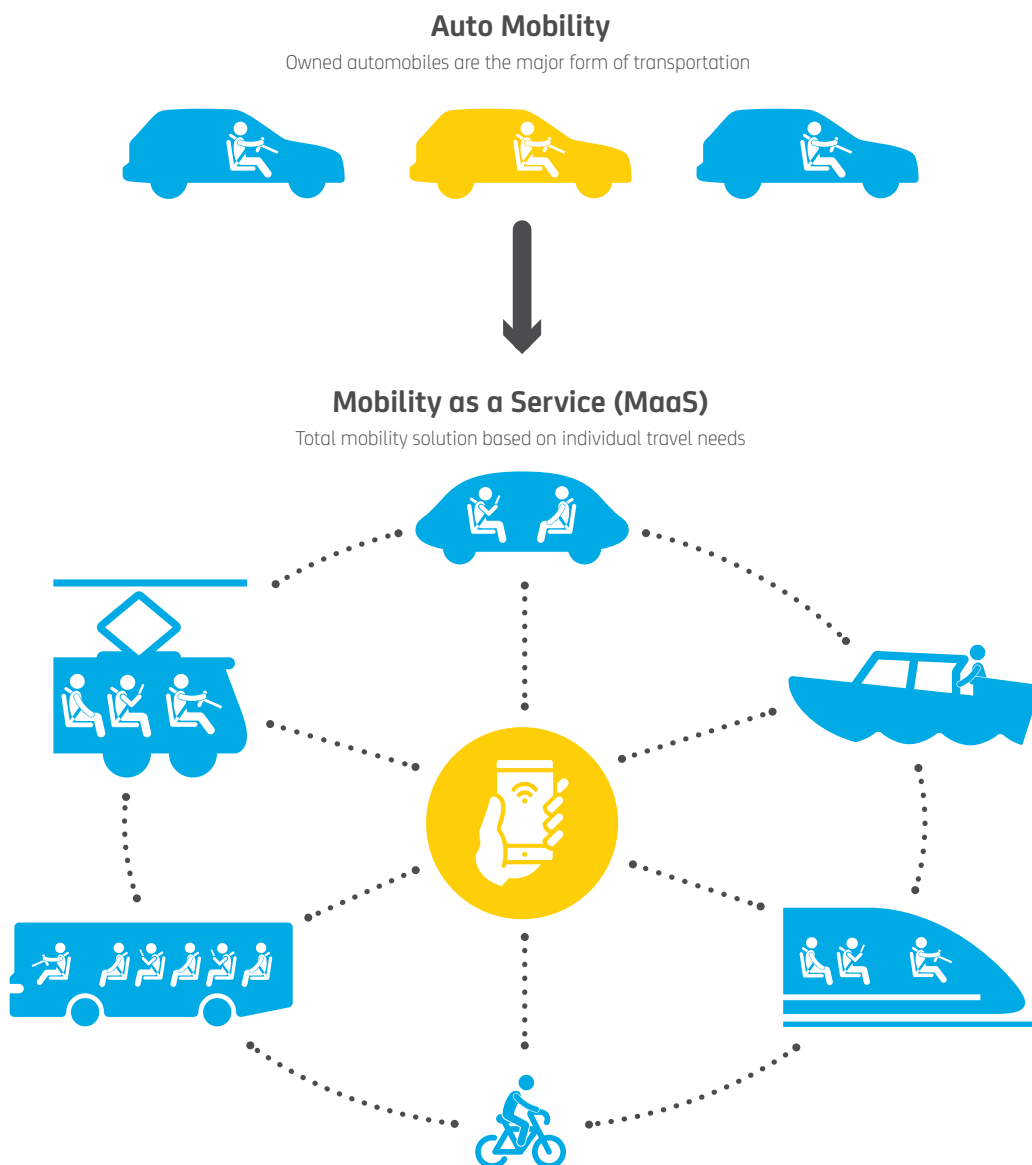 Auto Mobility
Owned automobiles are the major form of transportation
Mobility as a Service (MaaS)
Total mobility solution based on individual travel needs